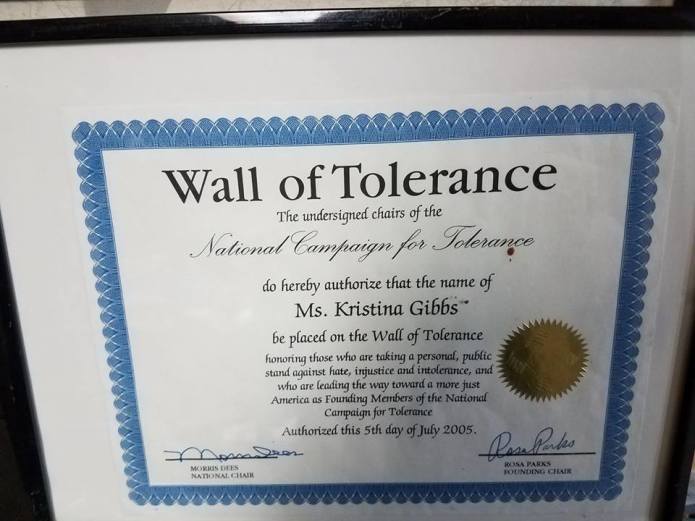 Wall of Tolerance
The undersigned chairs of the
National Campaign for Tolerance
do hereby authorize that the name of
Ms. Kristina Gibbs
be placed on the Wall of Tolerance
honoring those who are taking a personal, public
stand against hate, injustice and intolerance, and
who are leading the way toward a more just
America as Founding Members of the National
Campaign for Tolerance
Authorized this 5th day of July 2005.
Morris Dees
MORRIS DEES
NATIONAL CHAIR
Rosa Parks
ROSA PARKS
FOUNDING CHAIR